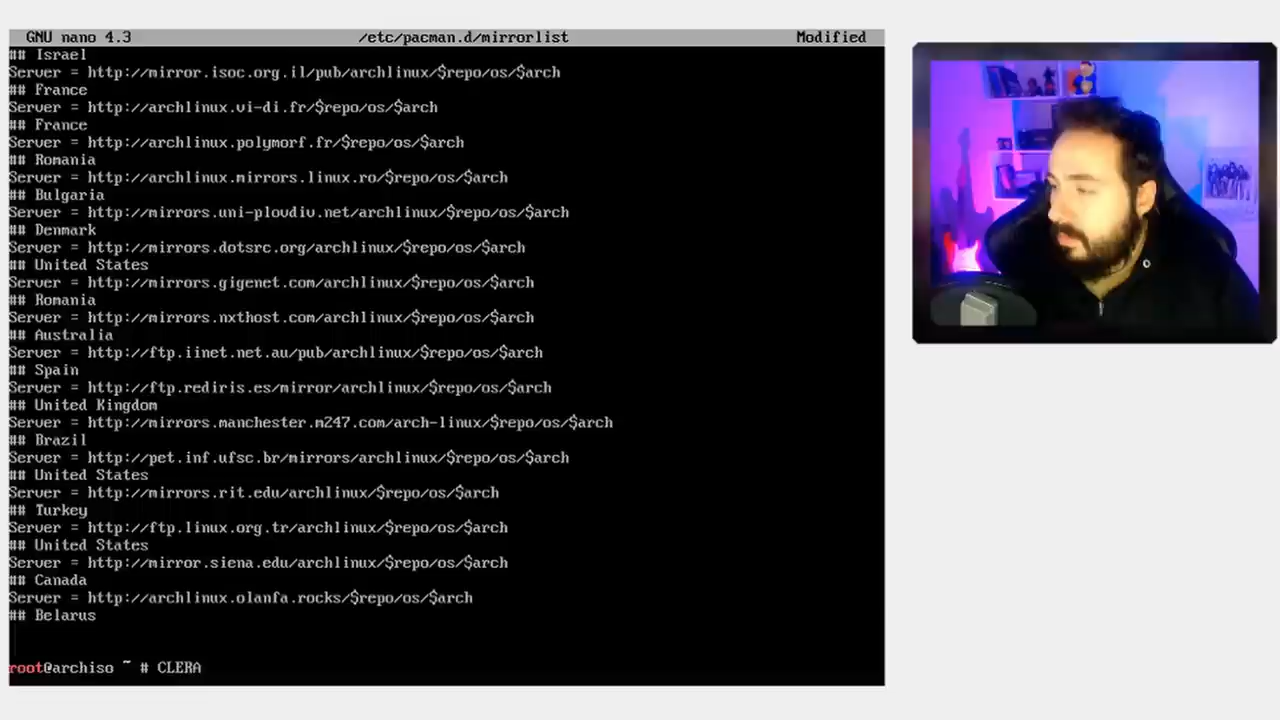 GNU nano 4.3 /etc/pacman.d/mirrorlist Modified
## Israel
Server = http://mirror.isoc.org.il/pub/archlinux/$repo/os/$arch
## France
Server = http://archlinux.vi-di.fr/$repo/os/$arch
## France
Server = http://archlinux.polymorf.fr/$repo/os/$arch
## Romania
Server = http://archlinux.mirrors.linux.ro/$repo/os/$arch
## Bulgaria
Server = http://mirrors.uni-plovdiv.net/archlinux/$repo/os/$arch
## Denmark
Server = http://mirrors.dotsrc.org/archlinux/$repo/os/$arch
## United States
Server = http://mirrors.gigenet.com/archlinux/$repo/os/$arch
## Romania
Server = http://mirrors.nxthost.com/archlinux/$repo/os/$arch
## Australia
Server = http://ftp.iinet.net.au/pub/archlinux/$repo/os/$arch
## Spain
Server = http://ftp.rediris.es/mirror/archlinux/$repo/os/$arch
## United Kingdom
Server = http://mirrors.manchester.m247.com/arch-linux/$repo/os/$arch
## Brazil
Server = http://pet.inf.ufsc.br/mirrors/archlinux/$repo/os/$arch
## United States
Server = http://mirrors.rit.edu/archlinux/$repo/os/$arch
## Turkey
Server = http://ftp.linux.org.tr/archlinux/$repo/os/$arch
## United States
Server = http://mirror.siena.edu/archlinux/$repo/os/$arch
## Canada
Server = http://archlinux.olanfa.rocks/$repo/os/$arch
## Belarus
root@archiso ~ # CLERA